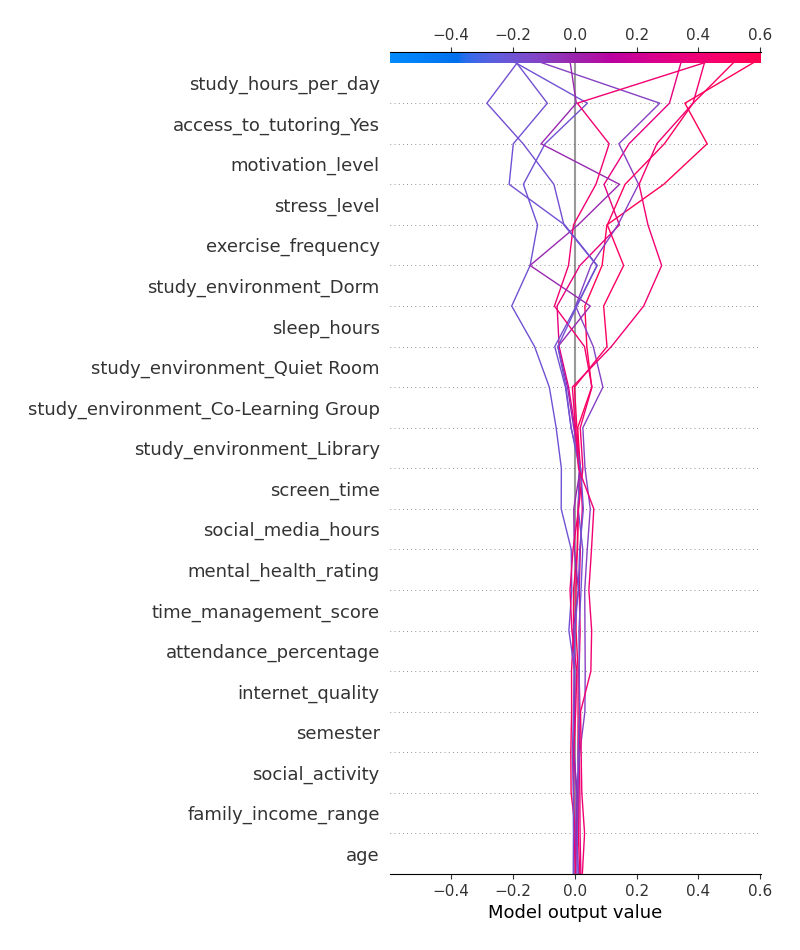 −0.4 −0.2 0.0 0.2 0.4 0.6
study_hours_per_day
access_to_tutoring_Yes
motivation_level
stress_level
exercise_frequency
study_environment_Dorm
sleep_hours
study_environment_Quiet Room
study_environment_Co-Learning Group
study_environment_Library
screen_time
social_media_hours
mental_health_rating
time_management_score
attendance_percentage
internet_quality
semester
social_activity
family_income_range
age
−0.4 −0.2 0.0 0.2 0.4 0.6
Model output value